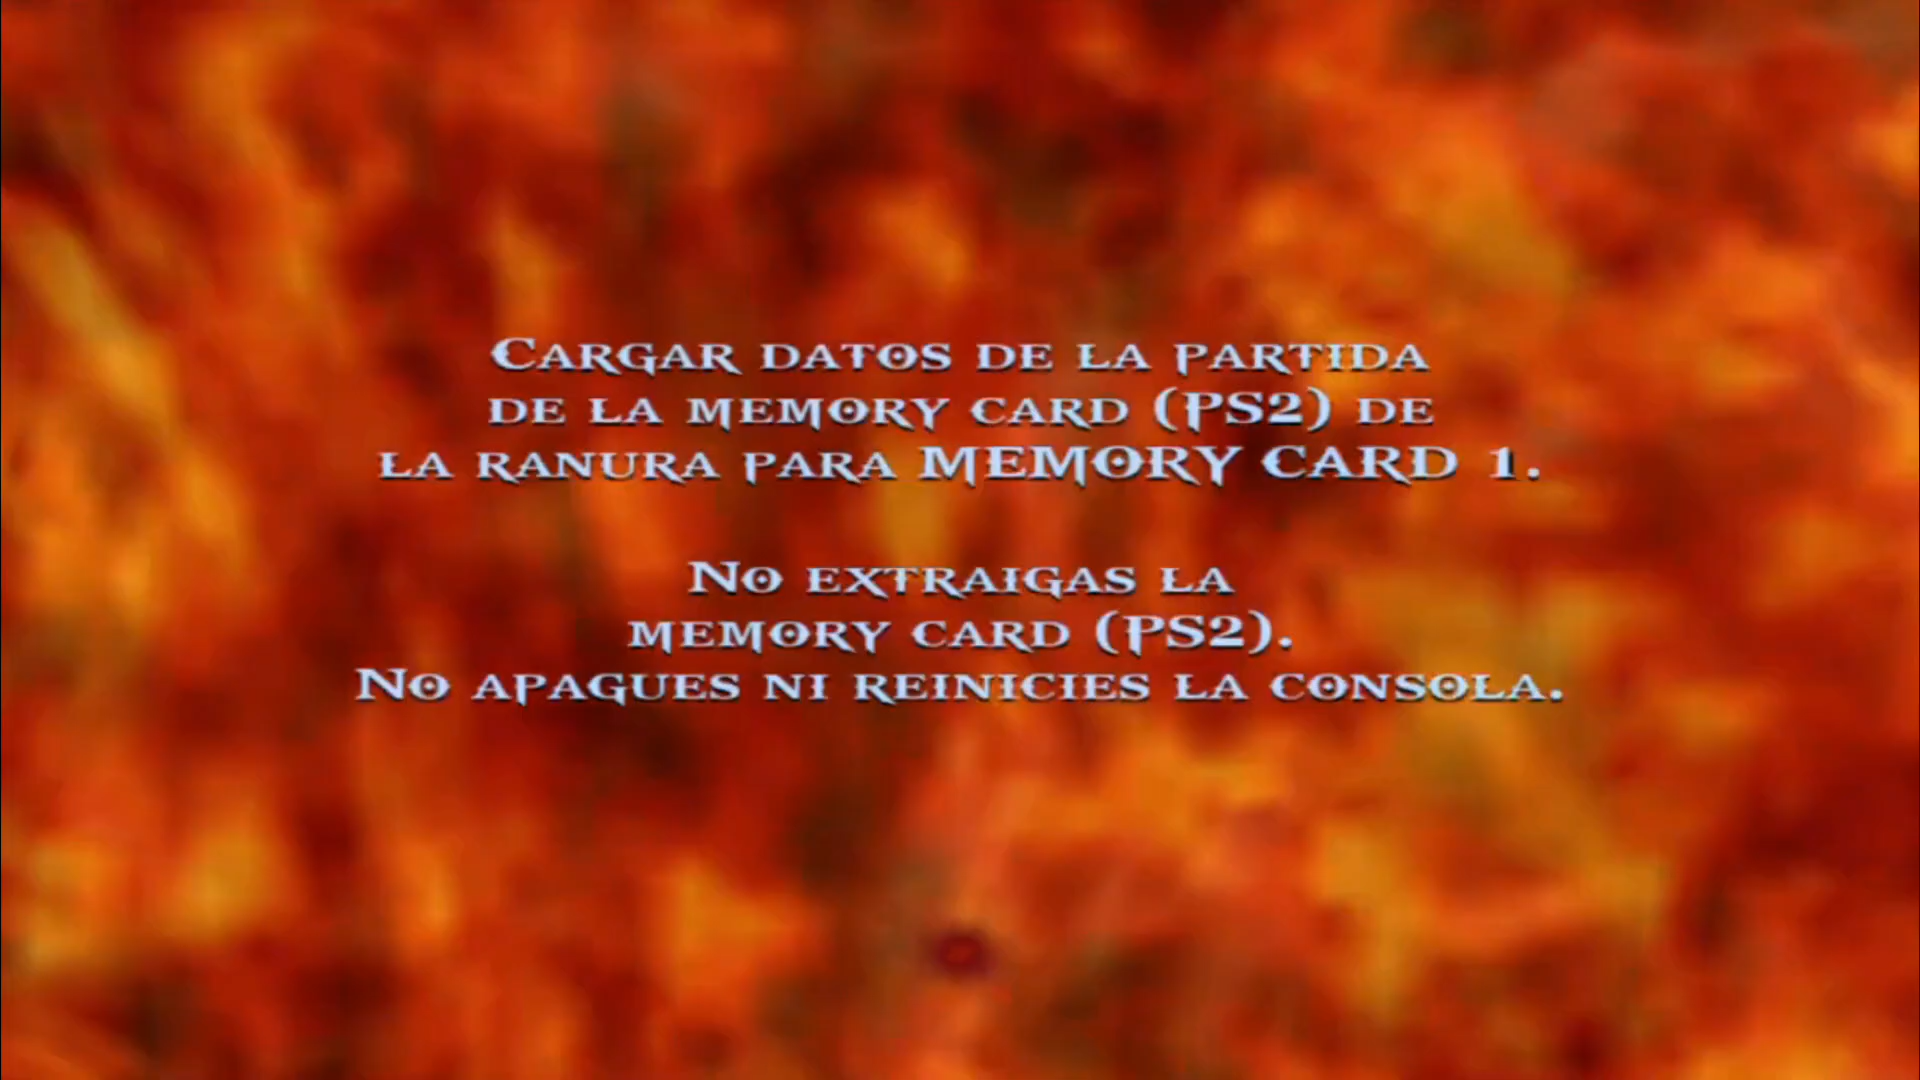 Cargar datos de la partida
de la memory card (PS2) de
la ranura para MEMORY CARD 1.
No extraigas la
memory card (PS2).
No apagues ni reinicies la consola.